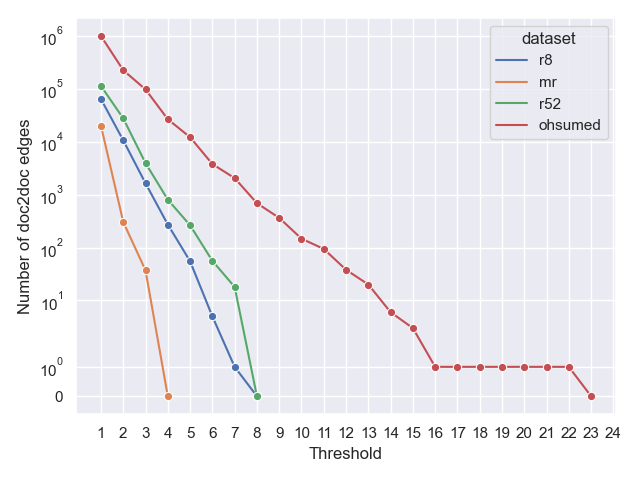 dataset
r8
mr
r52
ohsumed
Number of doc2doc edges
10^6
10^5
10^4
10^3
10^2
10^1
10^0
0
1 2 3 4 5 6 7 8 9 10 11 12 13 14 15 16 17 18 19 20 21 22 23 24
Threshold